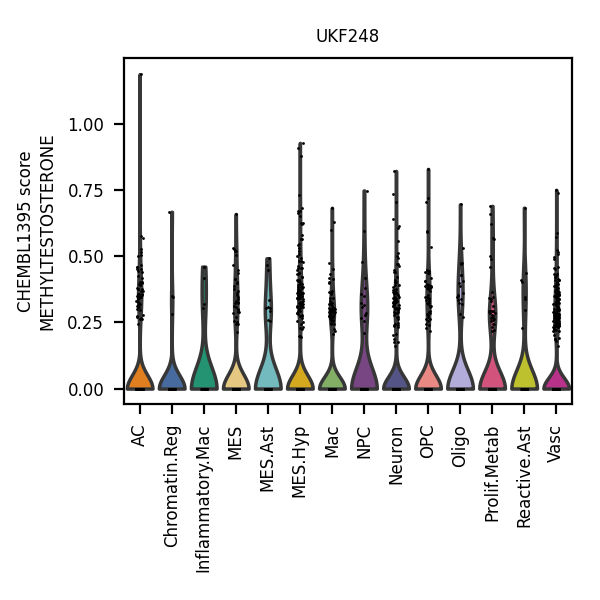 UKF248
CHEMBL1395 score
METHYLTESTOSTERONE
1.00
0.75
0.50
0.25
0.00
AC
Chromatin.Reg
Inflammatory.Mac
MES
MES.Ast
MES.Hyp
Mac
NPC
Neuron
OPC
Oligo
Prolif.Metab
Reactive.Ast
Vasc